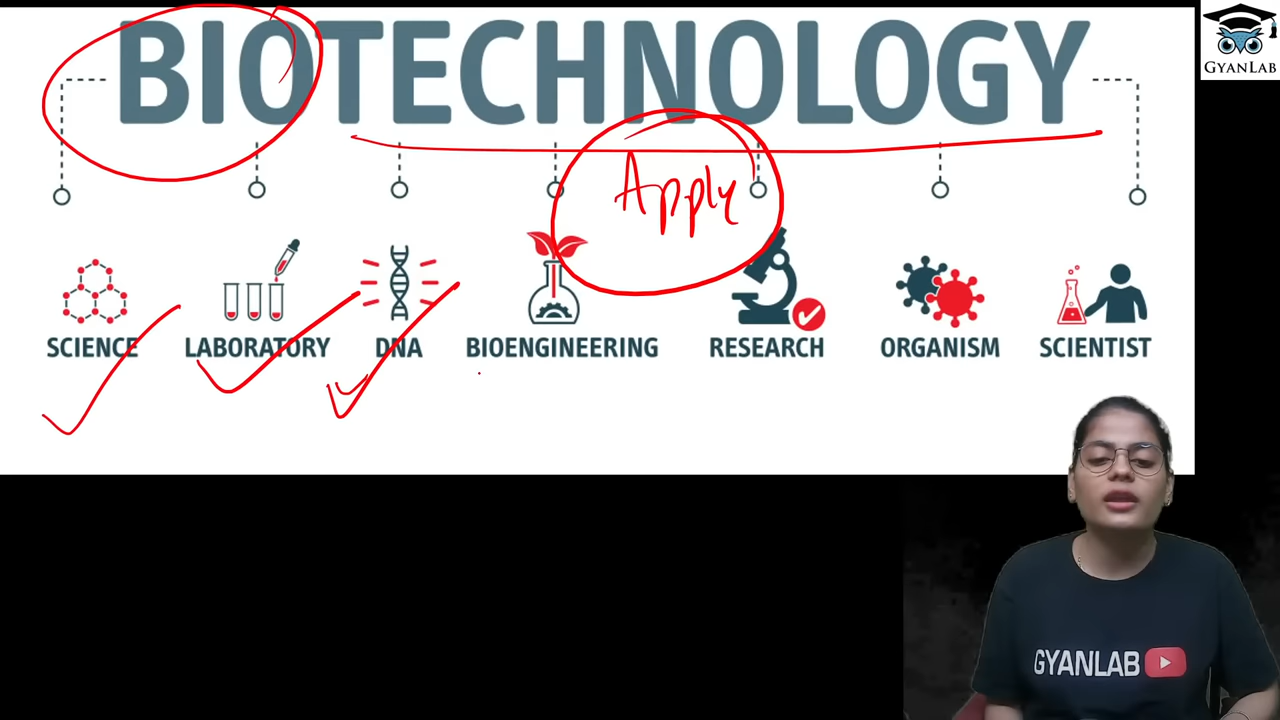 BIOTECHNOLOGY
GYANLAB
Apply
SCIENCE LABORATORY DNA BIOENGINEERING RESEARCH ORGANISM SCIENTIST
GYANLAB